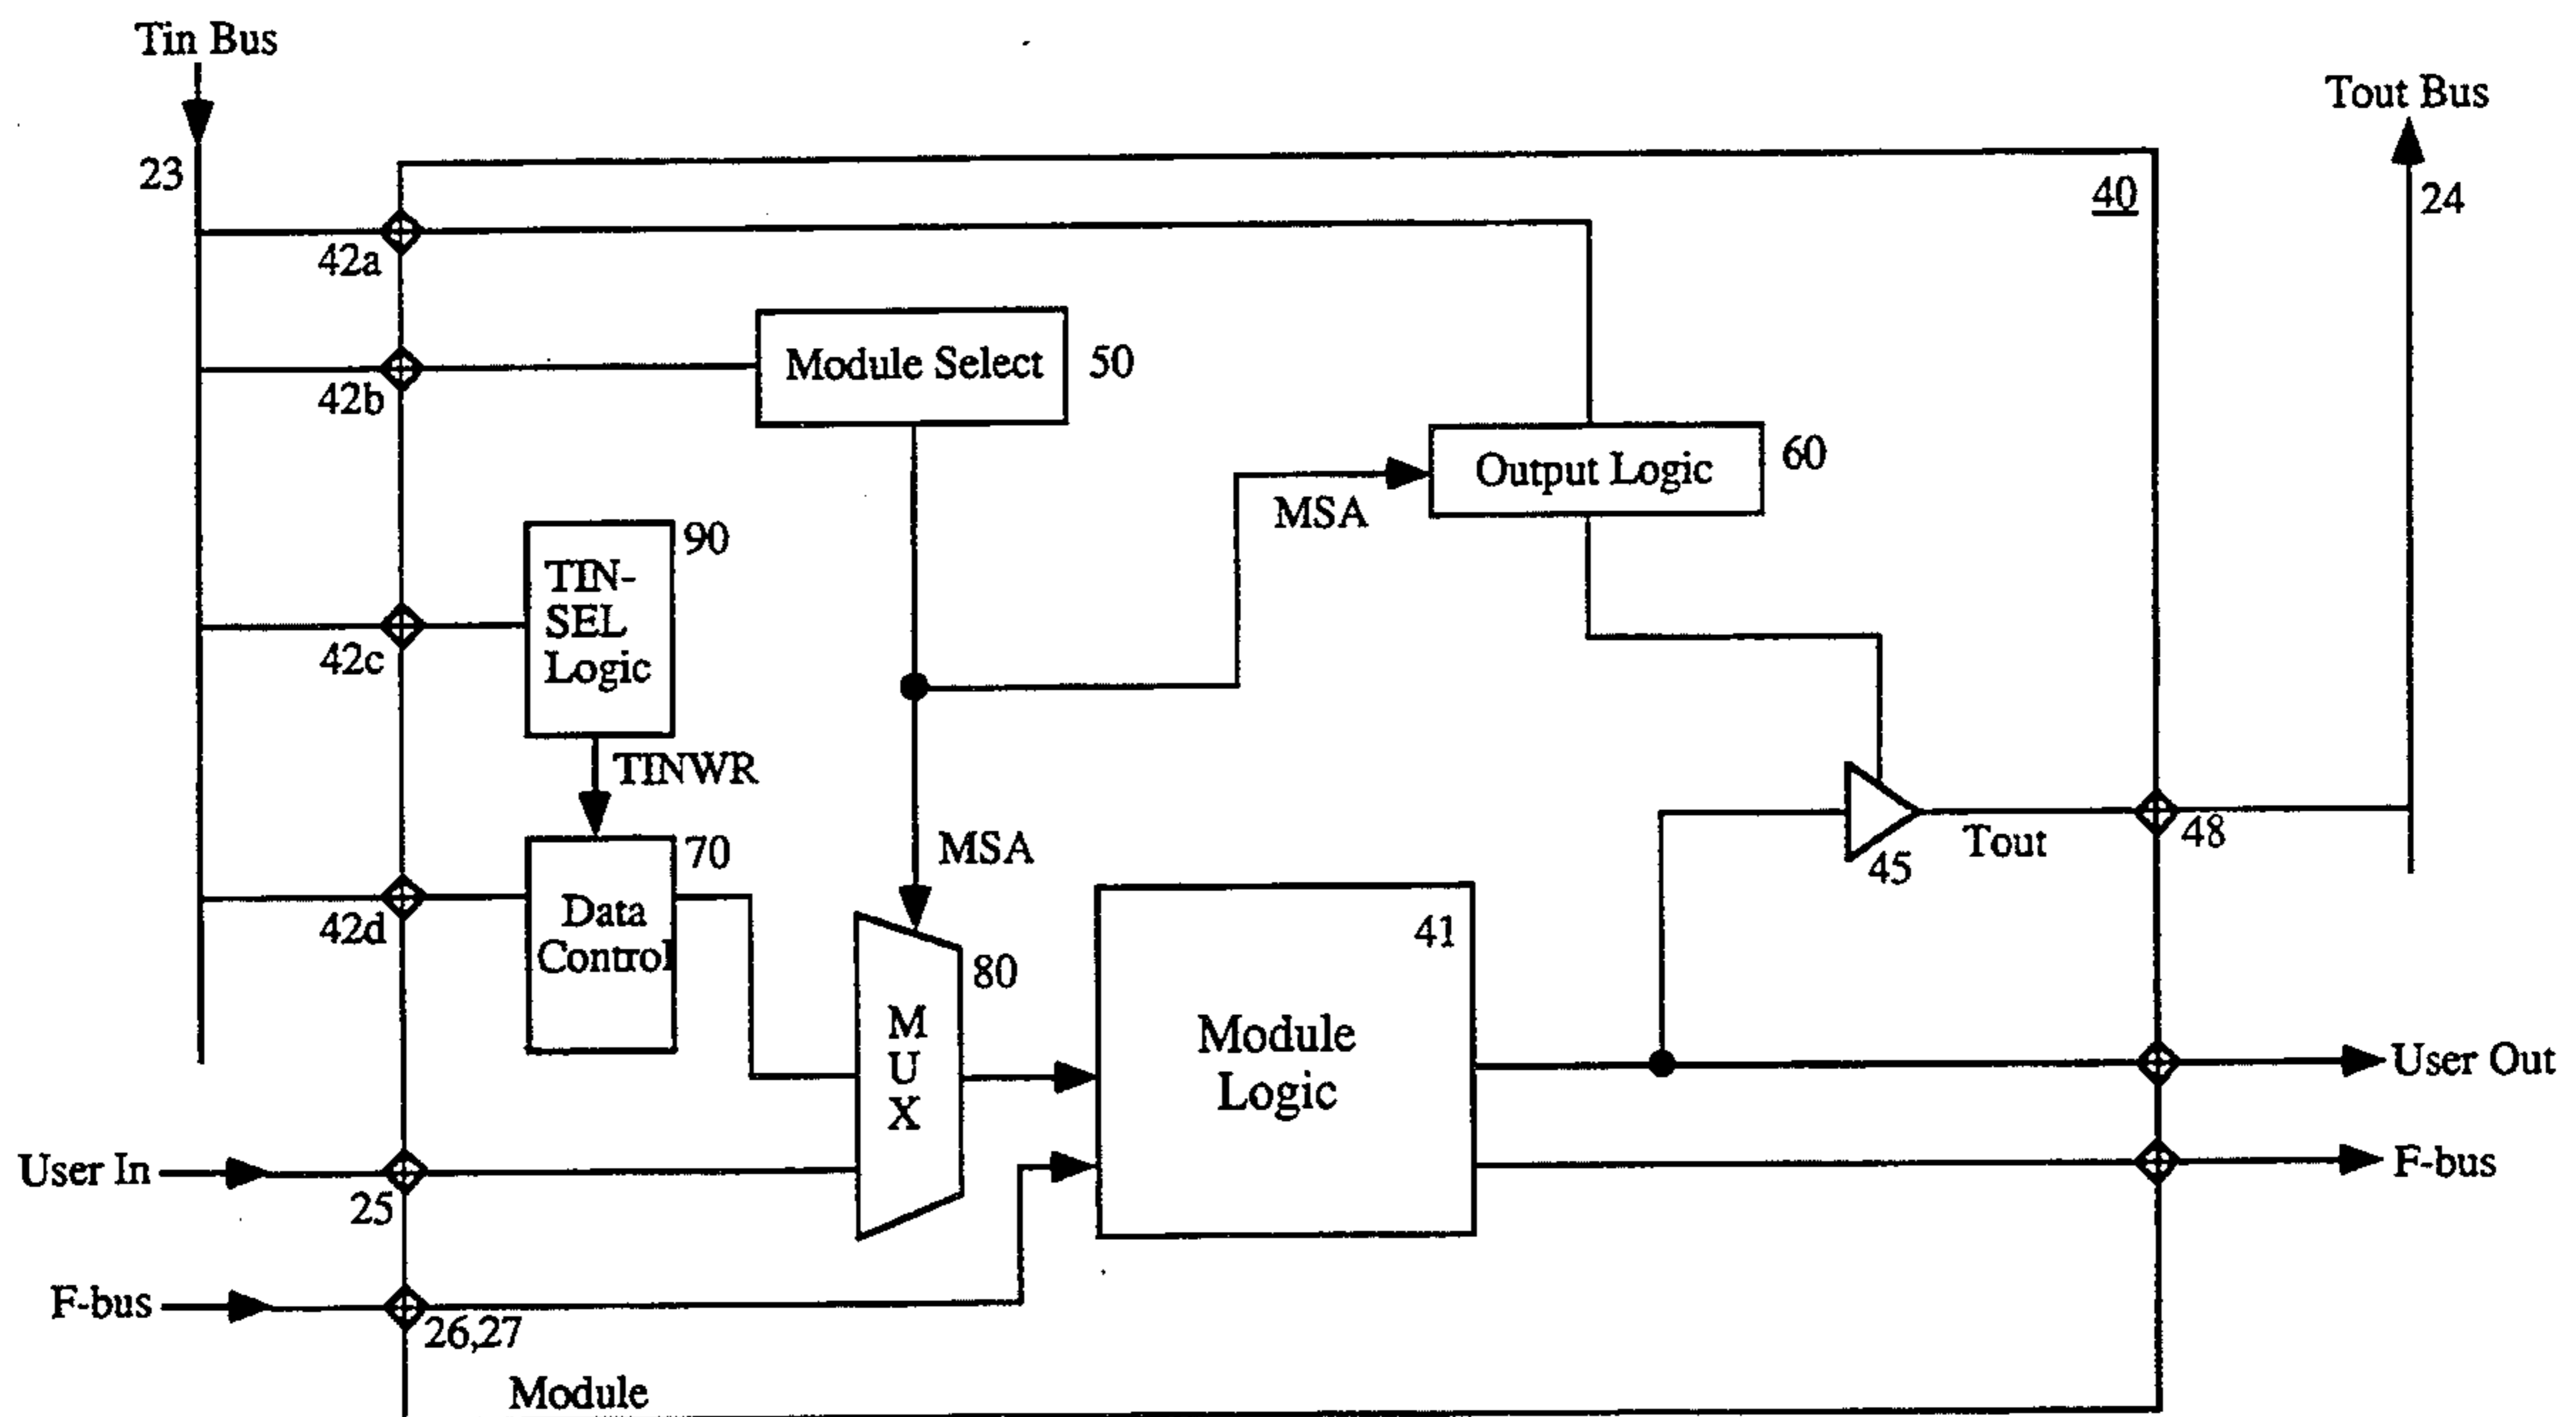 Tin Bus
Tout Bus
23
40
24
42a
Module Select
50
42b
Output Logic
60
MSA
90
TIN-
SEL
Logic
42c
TINWR
MSA
70
Tout
48
45
Data
Control
42d
41
80
M
U
X
Module
Logic
User Out
User In
25
F-bus
F-bus
26,27
Module